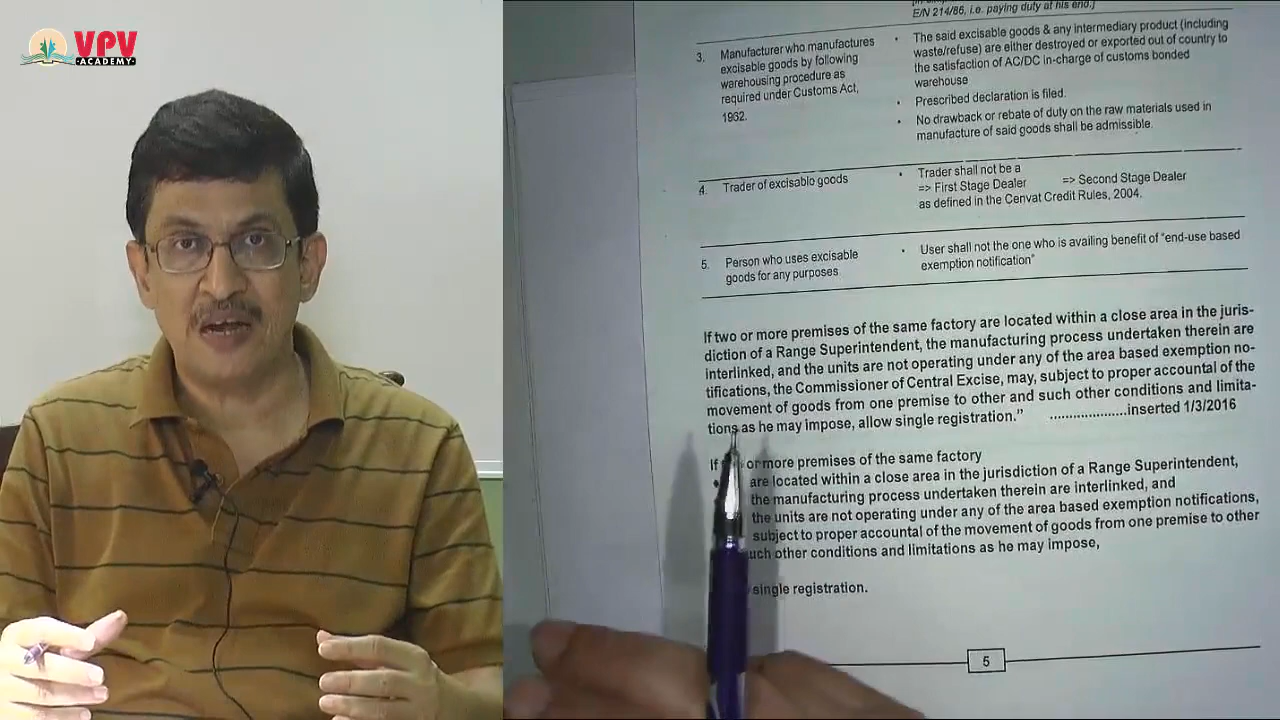 VPV
ACADEMY
E/N 214/86, i.e. paying duty at his end.)
3. Manufacturer who manufactures
excisable goods by following
warehousing procedure as
required under Customs Act,
1962.
• The said excisable goods & any intermediary product (including
waste/refuse) are either destroyed or exported out of country to
the satisfaction of AC/DC in-charge of customs bonded
warehouse
• Prescribed declaration is filed.
• No drawback or rebate of duty on the raw materials used in
manufacture of said goods shall be admissible.
4. Trader of excisable goods
• Trader shall not be a
=> First Stage Dealer => Second Stage Dealer
as defined in the Cenvat Credit Rules, 2004.
5. Person who uses excisable
goods for any purposes
• User shall not the one who is availing benefit of "end-use based
exemption notification"
If two or more premises of the same factory are located within a close area in the juris-
diction of a Range Superintendent, the manufacturing process undertaken therein are
interlinked, and the units are not operating under any of the area based exemption no-
tifications, the Commissioner of Central Excise, may, subject to proper accountal of the
movement of goods from one premise to other and such other conditions and limita-
tions as he may impose, allow single registration." ....................inserted 1/3/2016
If or more premises of the same factory
• are located within a close area in the jurisdiction of a Range Superintendent,
the manufacturing process undertaken therein are interlinked, and
the units are not operating under any of the area based exemption notifications,
subject to proper accountal of the movement of goods from one premise to other
uch other conditions and limitations as he may impose,
single registration.
5